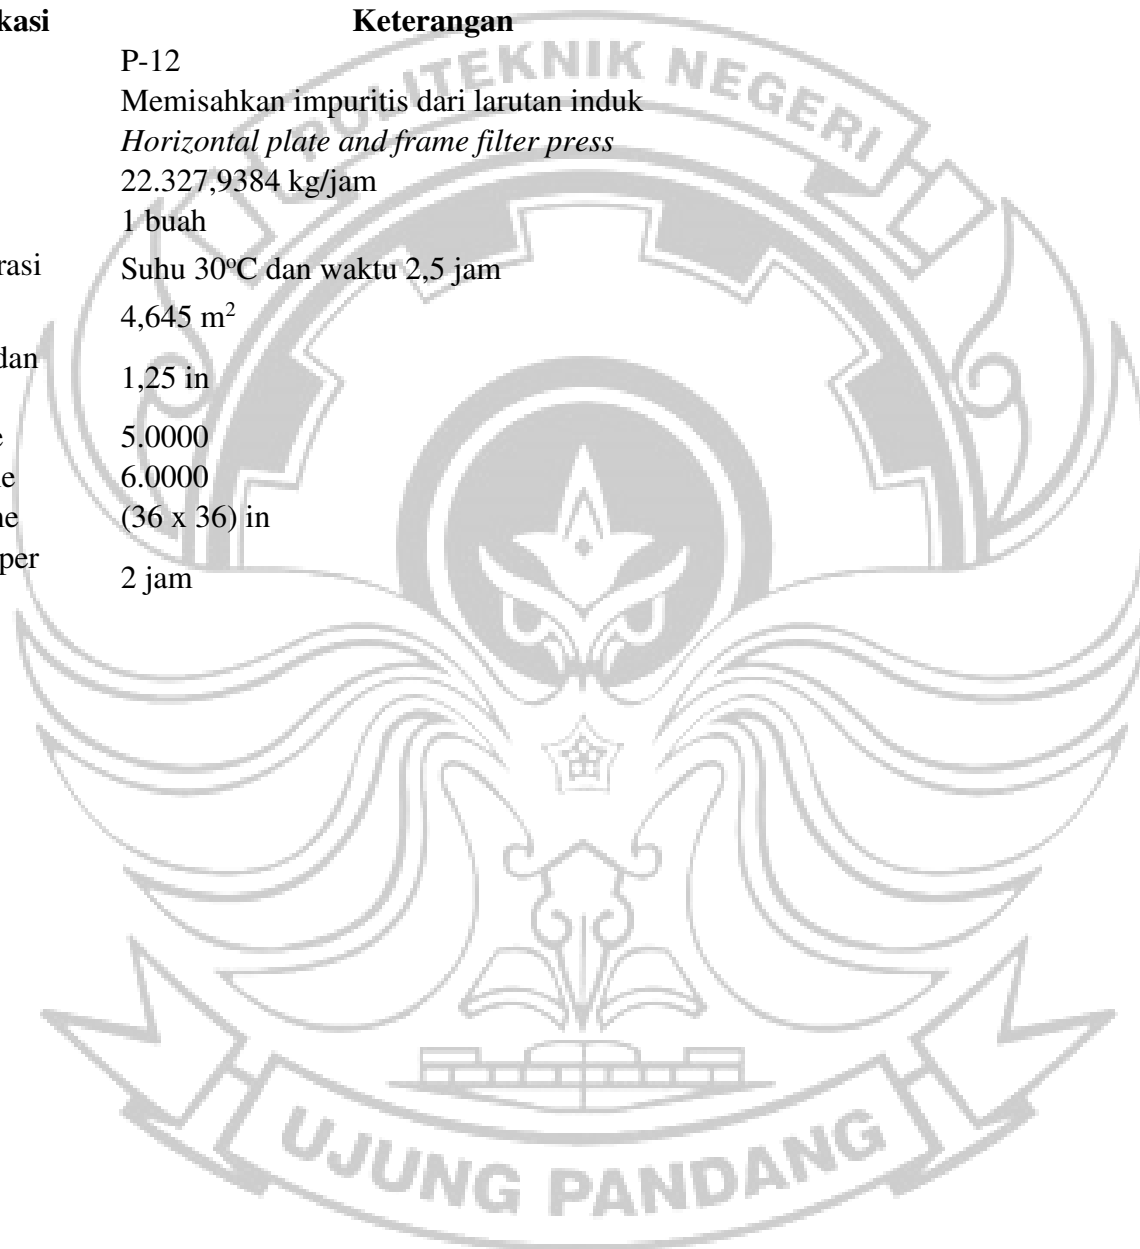 kasi Keterangan
P-12
Memisahkan impuritis dari larutan induk
Horizontal plate and frame filter press
22.327,9384 kg/jam
1 buah
rasi Suhu 30°C dan waktu 2,5 jam
4,645 m²
dan
1,25 in
e 5.0000
e 6.0000
ne (36 x 36) in
per
2 jam
POLITEKNIK NEGERI
UJUNG PANDANG